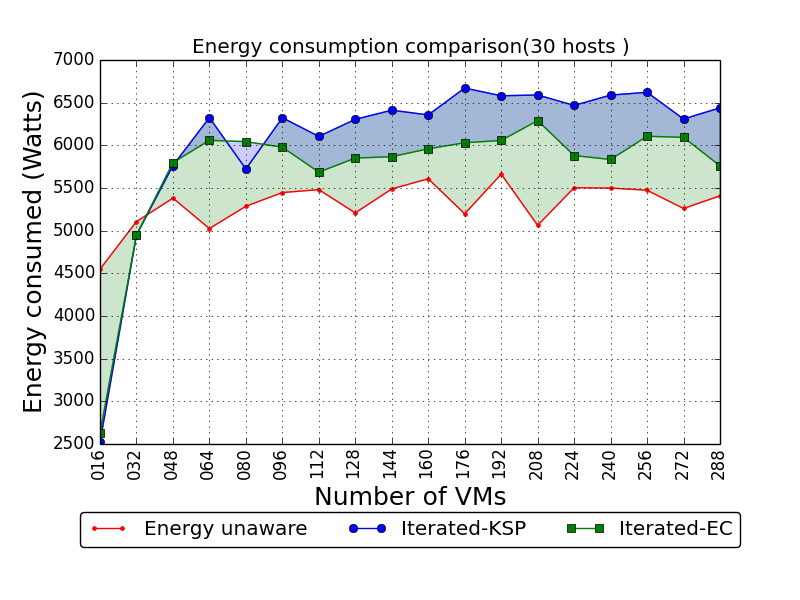 Energy consumption comparison(30 hosts )
7000
6500
6000
5500
5000
4500
4000
3500
3000
2500
Energy consumed (Watts)
016 032 048 064 080 096 112 128 144 160 176 192 208 224 240 256 272 288
Number of VMs
Energy unaware Iterated-KSP Iterated-EC